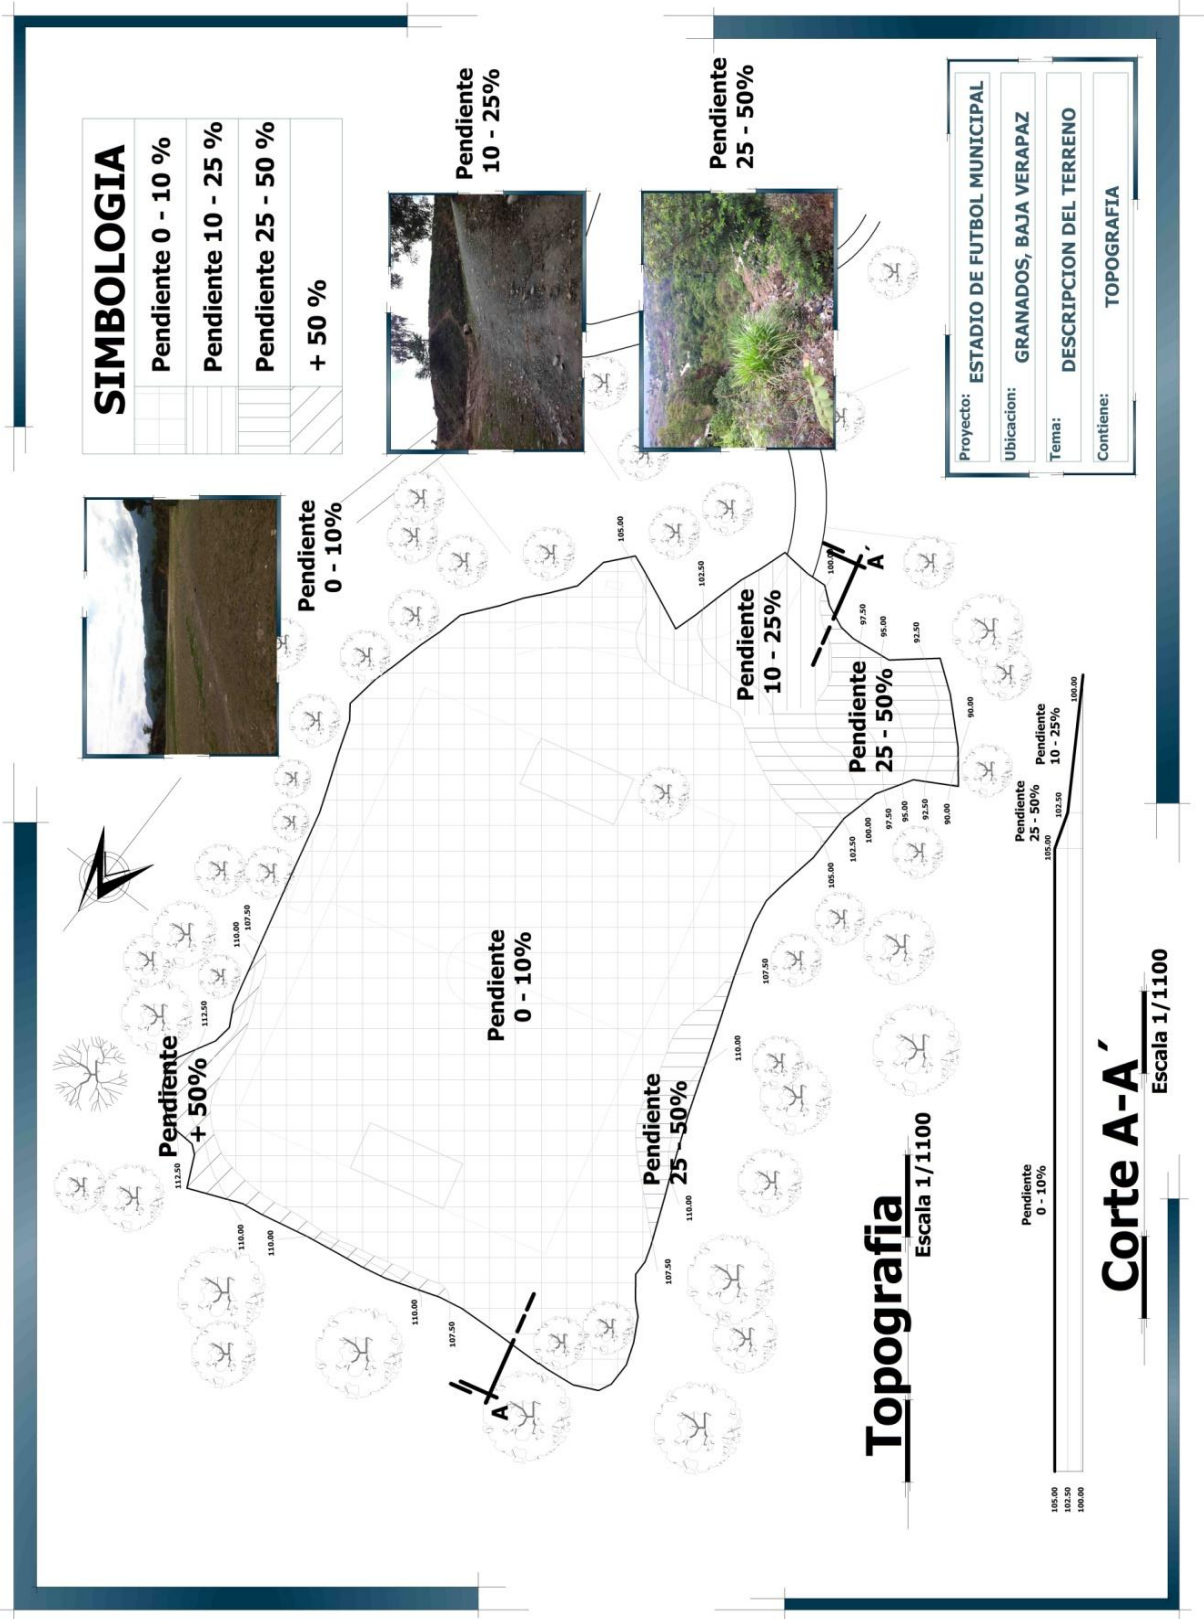 SIMBOLOGIA
Pendiente 0 - 10 %
Pendiente 10 - 25 %
Pendiente 25 - 50 %
+ 50 %
Pendiente
0 - 10%
Pendiente
10 - 25%
Pendiente
25 - 50%
Pendiente
+ 50%
112.50
112.50
110.00
107.50
110.00
110.00
110.00
107.50
Pendiente
0 - 10%
Pendiente
25 - 50%
Pendiente
10 - 25%
Pendiente
25 - 50%
105.00
102.50
100.00
97.50
95.00
92.50
90.00
107.50
110.00
110.00
107.50
105.00
102.50
100.00
97.50
95.00
92.50
90.00
A
A´
Topografia
Escala 1/1100
105.00
102.50
100.00
Pendiente
0 - 10%
Pendiente
25 - 50%
Pendiente
10 - 25%
105.00
102.50
100.00
Corte A-A´
Escala 1/1100
Proyecto: ESTADIO DE FUTBOL MUNICIPAL
Ubicacion: GRANADOS, BAJA VERAPAZ
Tema: DESCRIPCION DEL TERRENO
Contiene: TOPOGRAFIA